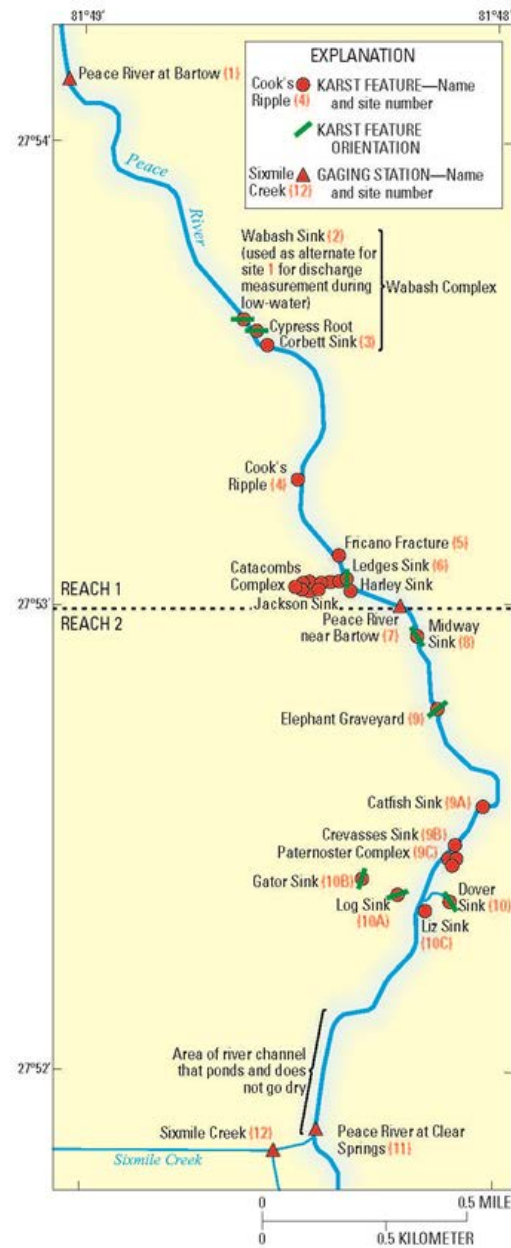 81°49′
81°48′
Peace River at Bartow (1)
EXPLANATION
Cook's
Ripple (4)
KARST FEATURE—Name
and site number
KARST FEATURE
ORIENTATION
Sixmile
Creek (12)
GAGING STATION—Name
and site number
27°54′
Peace
River
Wabash Sink (2)
(used as alternate for
site 1 for discharge
measurement during
low-water)
Wabash Complex
Cypress Root
Corbett Sink (3)
Cook's
Ripple (4)
Fricano Fracture (5)
Ledges Sink (6)
Catacombs
Complex
Harley Sink
Jackson Sink
REACH 1
27°53′
REACH 2
Peace River
near Bartow (7)
Midway
Sink (8)
Elephant Graveyard (9)
Catfish Sink (9A)
Crevasses Sink (9B)
Paternoster Complex (9C)
Gator Sink (10B)
Log Sink
(10A)
Dover
Sink (10)
Liz Sink
(10C)
Area of river channel
that ponds and does
not go dry
27°52′
Sixmile Creek (12)
Peace River at Clear
Springs (11)
Sixmile Creek
0 0.5 MILE
0 0.5 KILOMETER